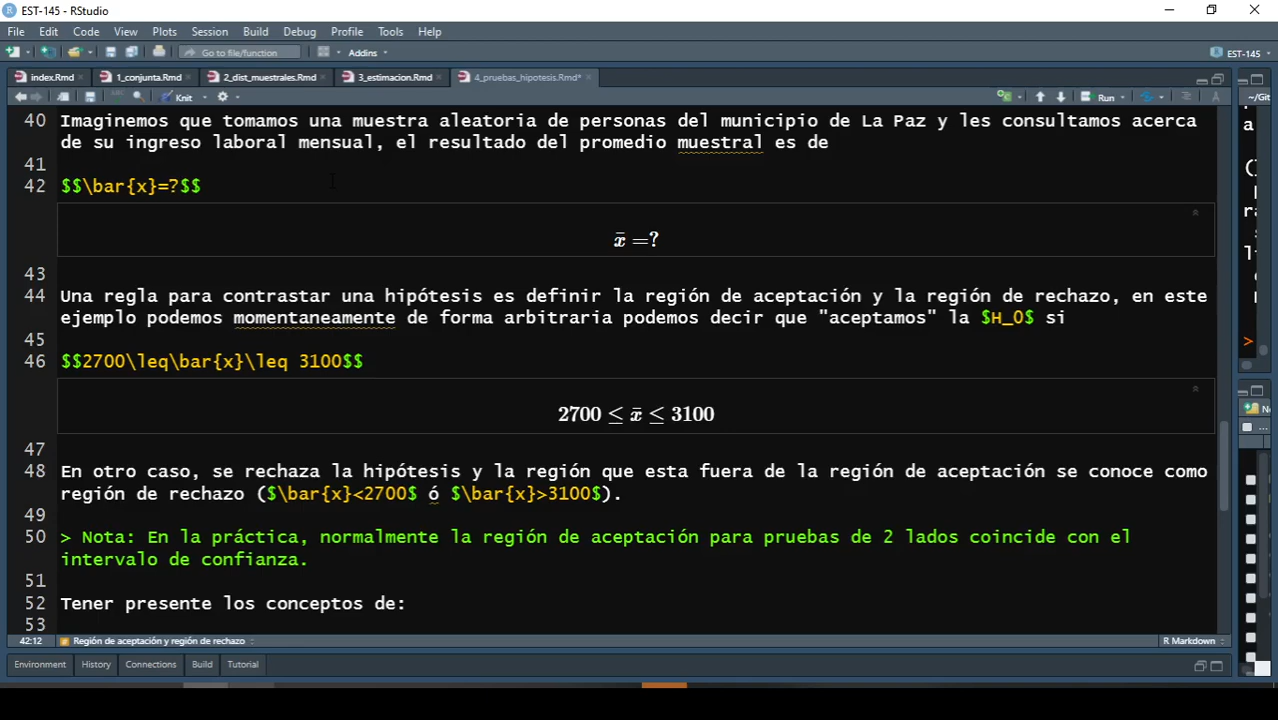 EST-145 - RStudio
File Edit Code View Plots Session Build Debug Profile Tools Help
Go to file/function Addins EST-145
index.Rmd 1_conjunta.Rmd 2_dist_muestrales.Rmd 3_estimacion.Rmd 4_pruebas_hipotesis.Rmd*
Knit Run ~/Git
40 Imaginemos que tomamos una muestra aleatoria de personas del municipio de La Paz y les consultamos acerca
de su ingreso laboral mensual, el resultado del promedio muestral es de
41
42 $$\bar{x}=?$$
x̄ =?
43
44 Una regla para contrastar una hipótesis es definir la región de aceptación y la región de rechazo, en este
ejemplo podemos momentaneamente de forma arbitraria podemos decir que "aceptamos" la $H_0$ si
45
46 $$2700\leq\bar{x}\leq 3100$$
2700 ≤ x̄ ≤ 3100
47
48 En otro caso, se rechaza la hipótesis y la región que esta fuera de la región de aceptación se conoce como
región de rechazo ($\bar{x}<2700$ ó $\bar{x}>3100$).
49
50 > Nota: En la práctica, normalmente la región de aceptación para pruebas de 2 lados coincide con el
intervalo de confianza.
51
52 Tener presente los conceptos de:
53
42:12 Región de aceptación y región de rechazo R Markdown
Environment History Connections Build Tutorial